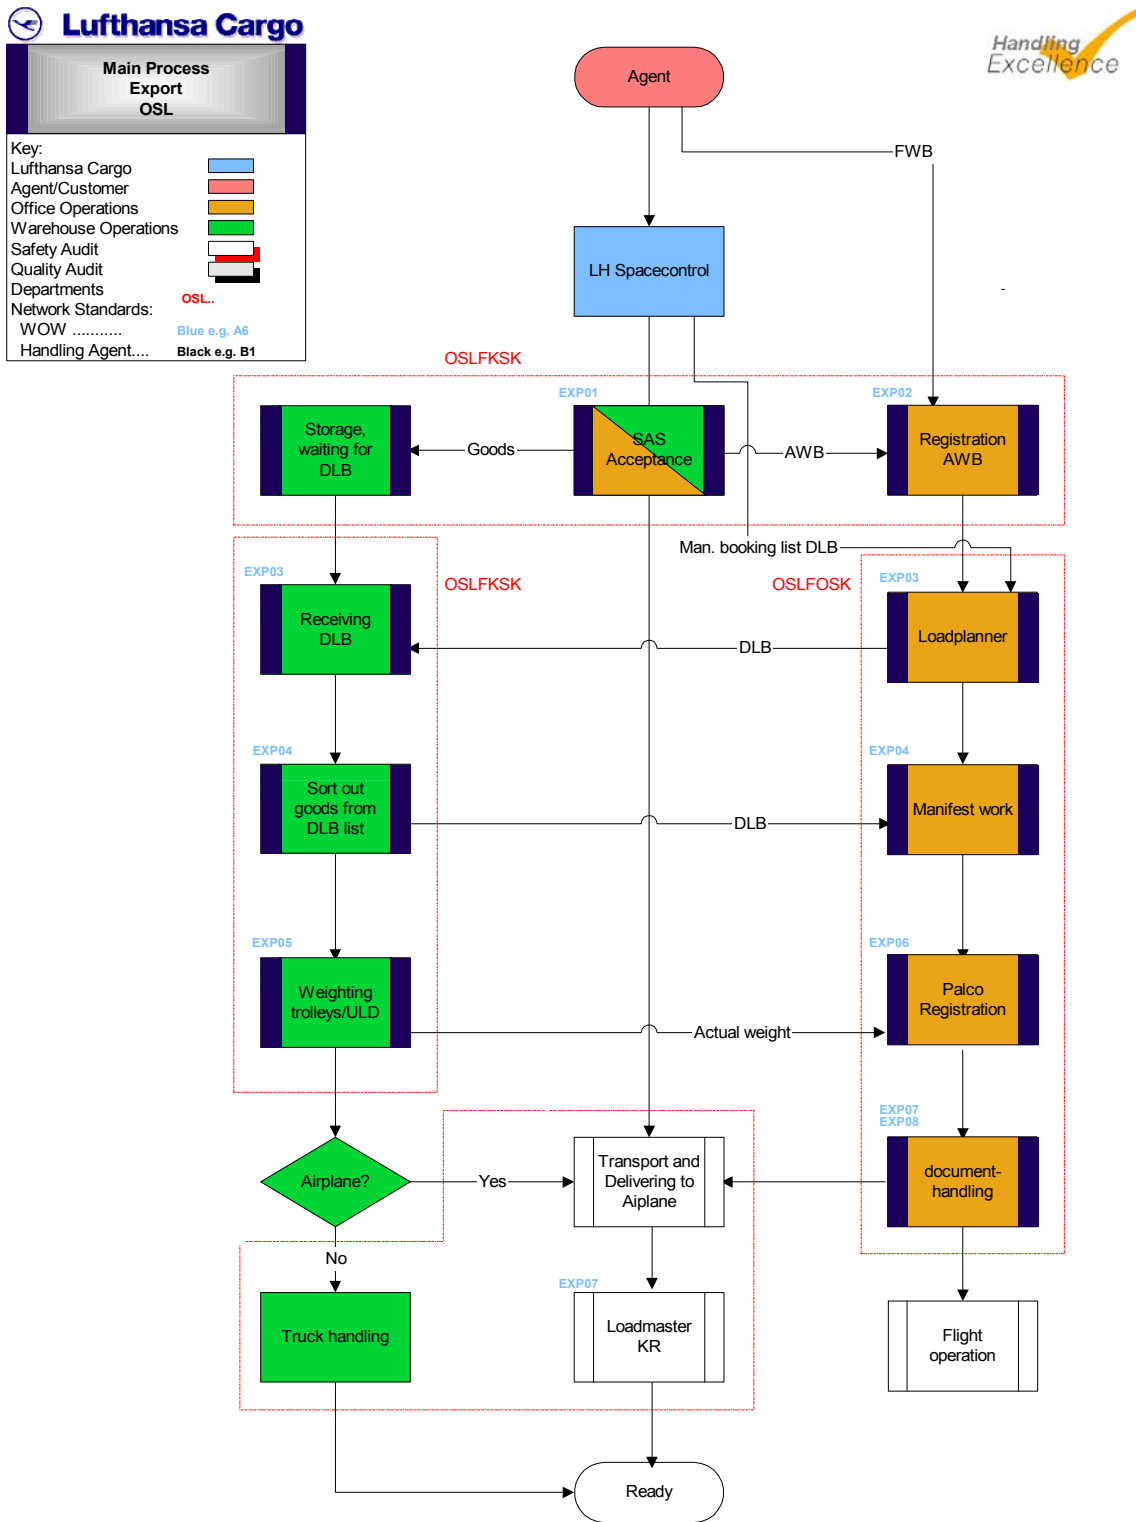 Lufthansa Cargo
Handling
Excellence
Main Process
Export
OSL
Key:
Lufthansa Cargo
Agent/Customer
Office Operations
Warehouse Operations
Safety Audit
Quality Audit
Departments
OSL..
Network Standards:
WOW ...........
Blue e.g. A6
Handling Agent....
Black e.g. B1
Agent
FWB
LH Spacecontrol
-
OSLFKSK
EXP01
EXP02
Storage,
waiting for
DLB
Goods
SAS
Acceptance
AWB
Registration
AWB
Man. booking list DLB
EXP03
OSLFKSK
OSLFOSK
EXP03
Receiving
DLB
DLB
Loadplanner
EXP04
EXP04
Sort out
goods from
DLB list
DLB
Manifest work
EXP05
EXP06
Weighting
trolleys/ULD
Actual weight
Palco
Registration
EXP07
EXP08
Airplane?
Yes
Transport and
Delivering to
Aiplane
document-
handling
No
EXP07
Truck handling
Loadmaster
KR
Flight
operation
Ready